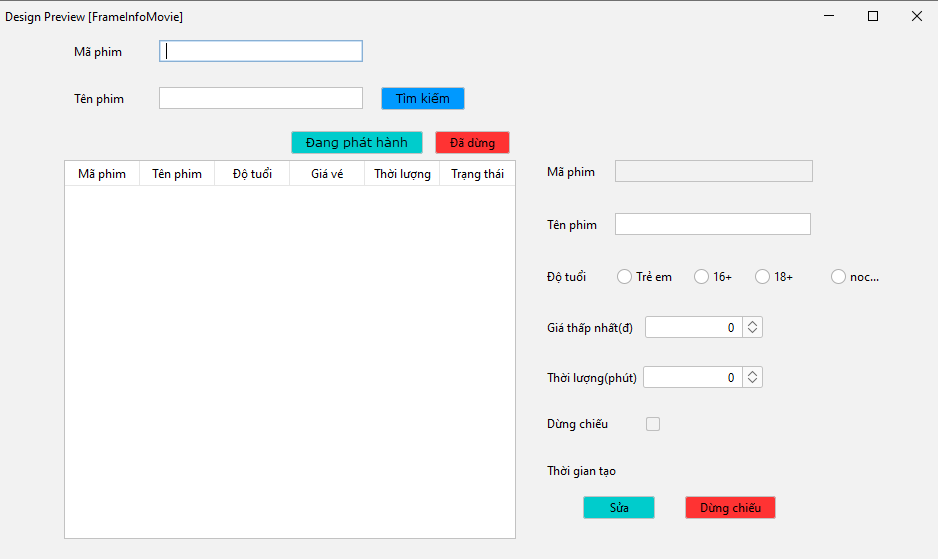 Design Preview [FrameInfoMovie]
Mã phim
Tên phim
Tìm kiếm
Đang phát hành
Đã dừng
Mã phim Tên phim Độ tuổi Giá vé Thời lượng Trạng thái
Mã phim
Tên phim
Độ tuổi Trẻ em 16+ 18+ noc...
Giá thấp nhất(đ) 0
Thời lượng(phút) 0
Dừng chiếu
Thời gian tạo
Sửa
Dừng chiếu